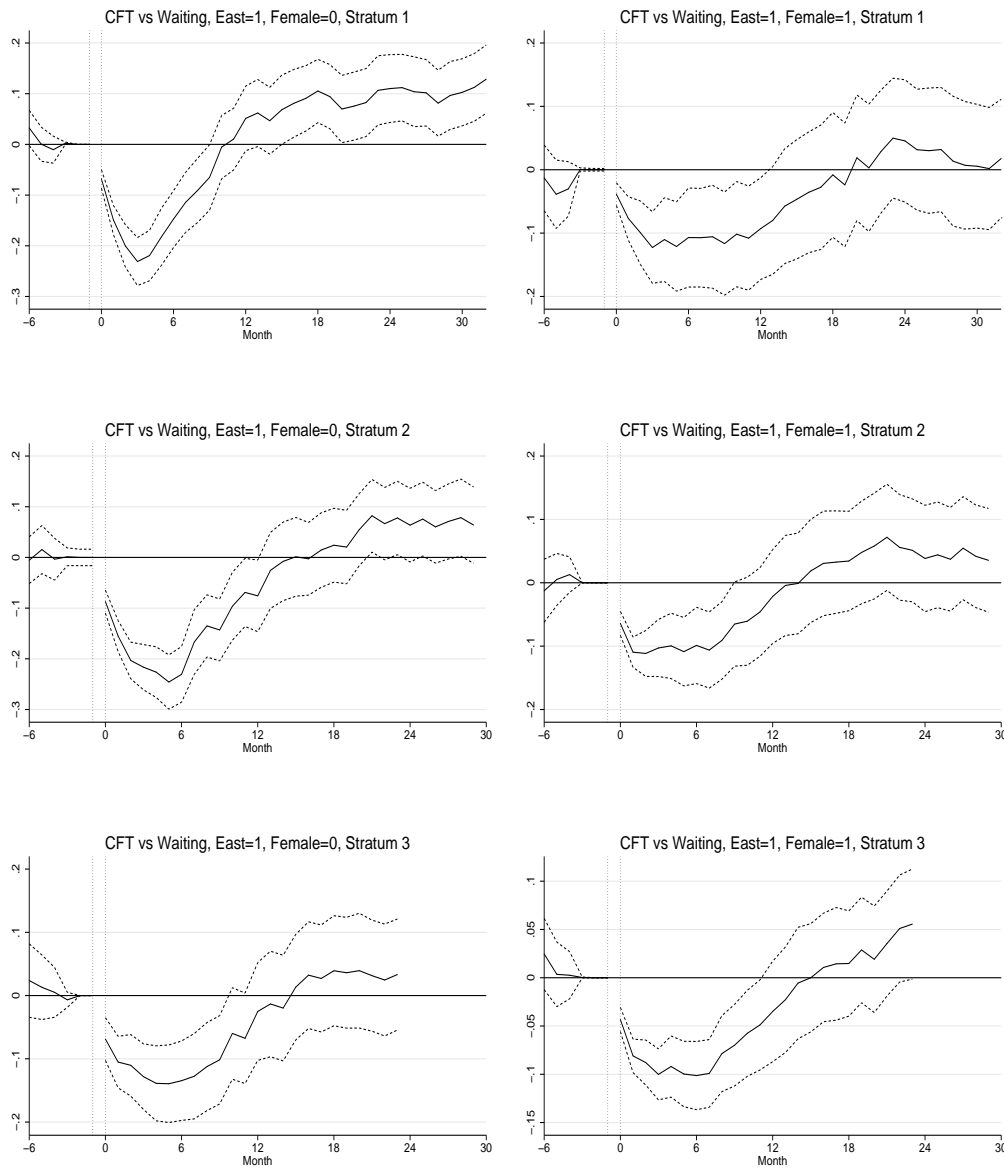 CFT vs Waiting, East=1, Female=0, Stratum 1
.2
.1
0
−.1
−.2
−.3
−6 0 6 12 18 24 30
Month
CFT vs Waiting, East=1, Female=1, Stratum 1
.2
.1
0
−.1
−.2
−6 0 6 12 18 24 30
Month
CFT vs Waiting, East=1, Female=0, Stratum 2
.2
.1
0
−.1
−.2
−.3
−6 0 6 12 18 24 30
Month
CFT vs Waiting, East=1, Female=1, Stratum 2
.2
.1
0
−.1
−.2
−6 0 6 12 18 24 30
Month
CFT vs Waiting, East=1, Female=0, Stratum 3
.2
.1
0
−.1
−.2
−6 0 6 12 18 24 30
Month
CFT vs Waiting, East=1, Female=1, Stratum 3
.1
.05
0
−.05
−.1
−.15
−6 0 6 12 18 24 30
Month